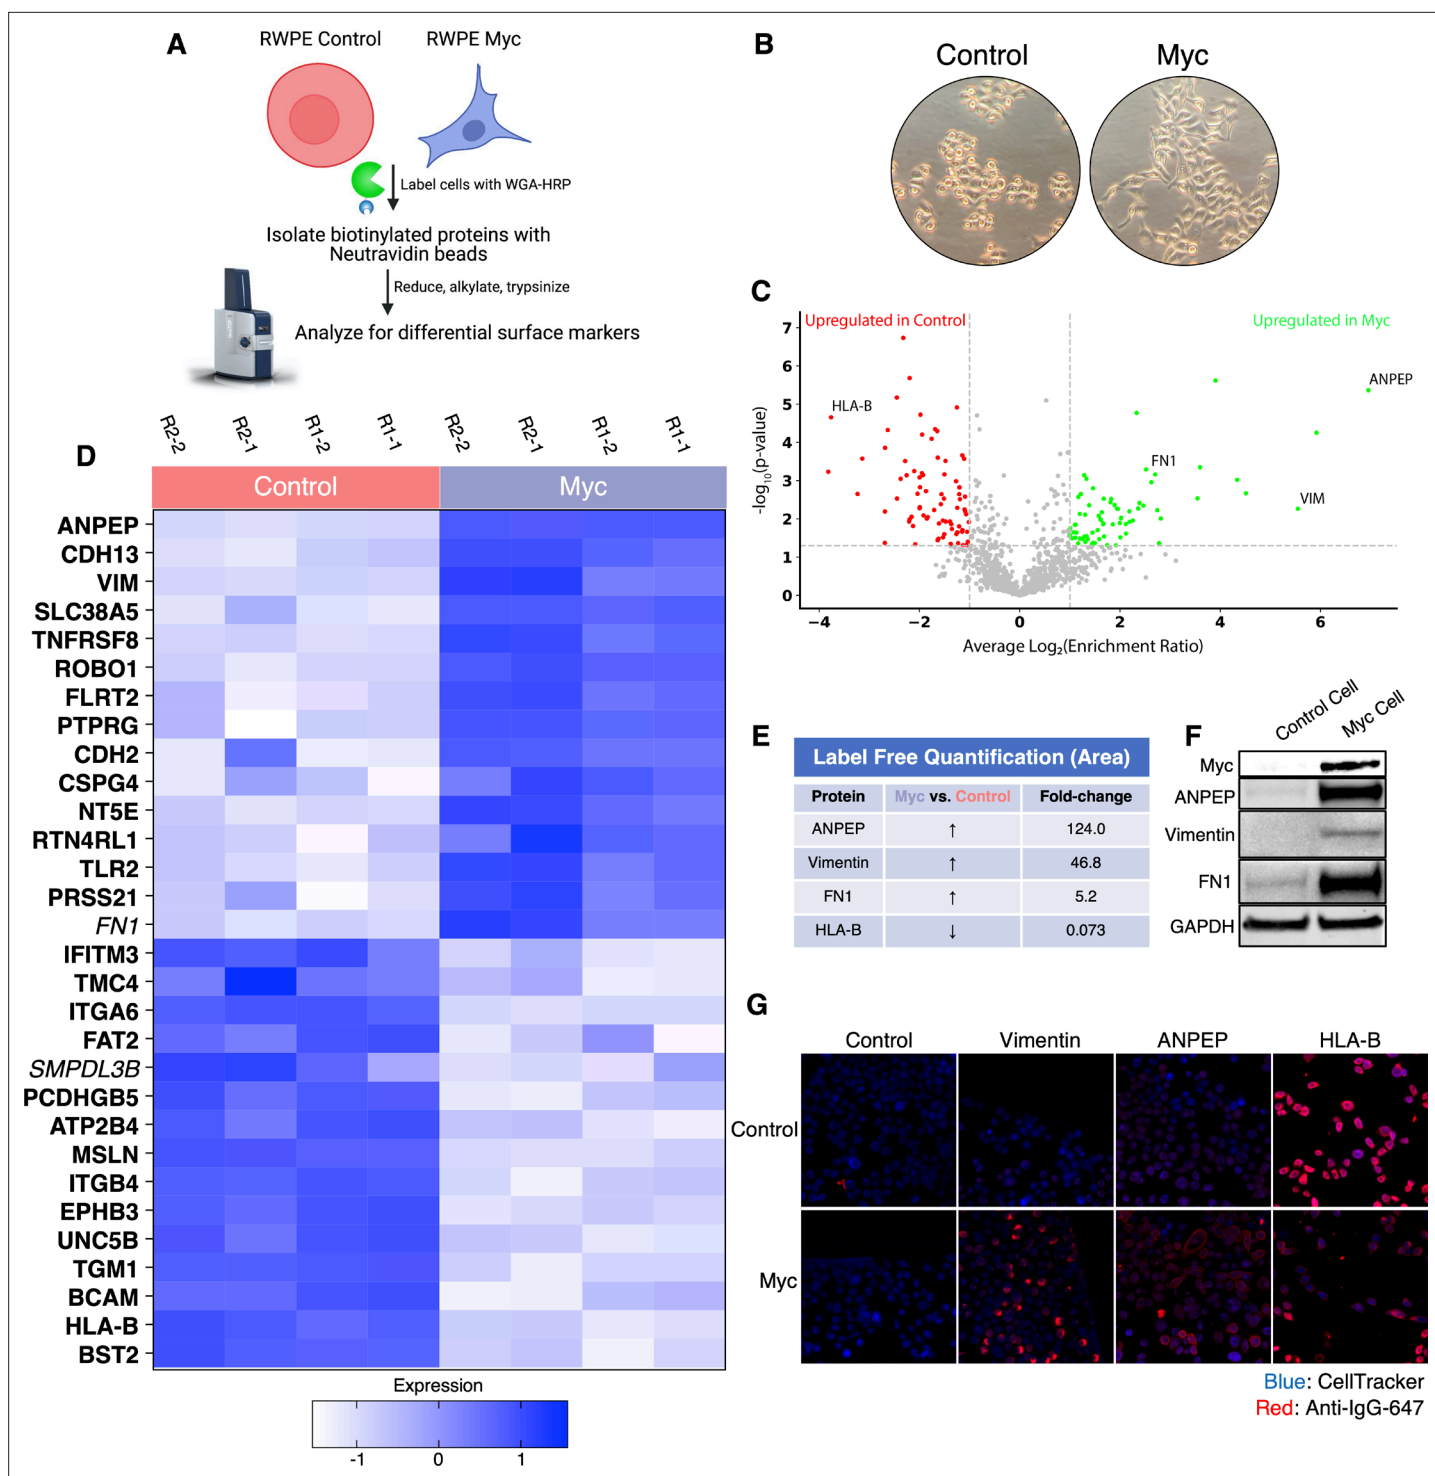 A
RWPE Control
RWPE Myc
Label cells with WGA-HRP
Isolate biotinylated proteins with
Neutravidin beads
Reduce, alkylate, trypsinize
Analyze for differential surface markers
B
Control
Myc
C
Upregulated in Control
Upregulated in Myc
HLA-B
ANPEP
FN1
VIM
-log10(p-value)
7
6
5
4
3
2
1
0
−4
−2
0
2
4
6
Average Log₂(Enrichment Ratio)
D
R2-2
R2-1
R1-2
R1-1
R2-2
R2-1
R1-2
R1-1
Control
Myc
ANPEP
CDH13
VIM
SLC38A5
TNFRSF8
ROBO1
FLRT2
PTPRG
CDH2
CSPG4
NT5E
RTN4RL1
TLR2
PRSS21
FN1
IFITM3
TMC4
ITGA6
FAT2
SMPDL3B
PCDHGB5
ATP2B4
MSLN
ITGB4
EPHB3
UNC5B
TGM1
BCAM
HLA-B
BST2
Expression
-1
0
1
E
Label Free Quantification (Area)
Protein
Myc vs. Control
Fold-change
ANPEP ↑ 124.0
Vimentin ↑ 46.8
FN1 ↑ 5.2
HLA-B ↓ 0.073
F
Control Cell
Myc Cell
Myc
ANPEP
Vimentin
FN1
GAPDH
G
Control
Vimentin
ANPEP
HLA-B
Control
Myc
Blue: CellTracker
Red: Anti-IgG-647